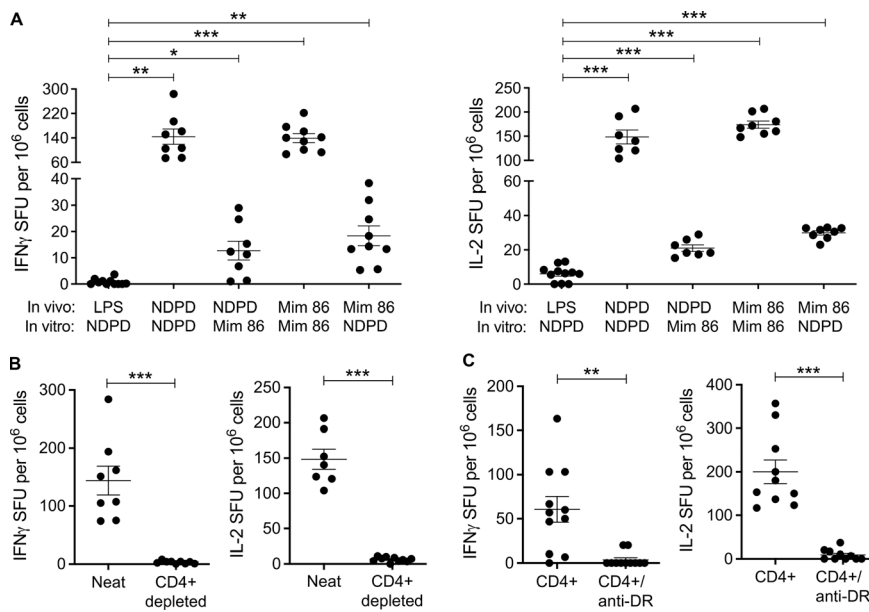 A
IFNγ SFU per 10⁶ cells
300
220
140
60
40
30
20
10
0
**
***
*
**
In vivo: LPS NDPD NDPD Mim 86 Mim 86
In vitro: NDPD NDPD Mim 86 Mim 86 NDPD
IL-2 SFU per 10⁶ cells
250
200
150
100
60
40
20
0
***
***
***
***
In vivo: LPS NDPD NDPD Mim 86 Mim 86
In vitro: NDPD NDPD Mim 86 Mim 86 NDPD
B
IFNγ SFU per 10⁶ cells
300
200
100
0
***
Neat CD4+
depleted
IL-2 SFU per 10⁶ cells
250
200
150
100
50
0
***
Neat CD4+
depleted
C
IFNγ SFU per 10⁶ cells
200
150
100
50
0
**
CD4+ CD4+/
anti-DR
IL-2 SFU per 10⁶ cells
400
300
200
100
0
***
CD4+ CD4+/
anti-DR